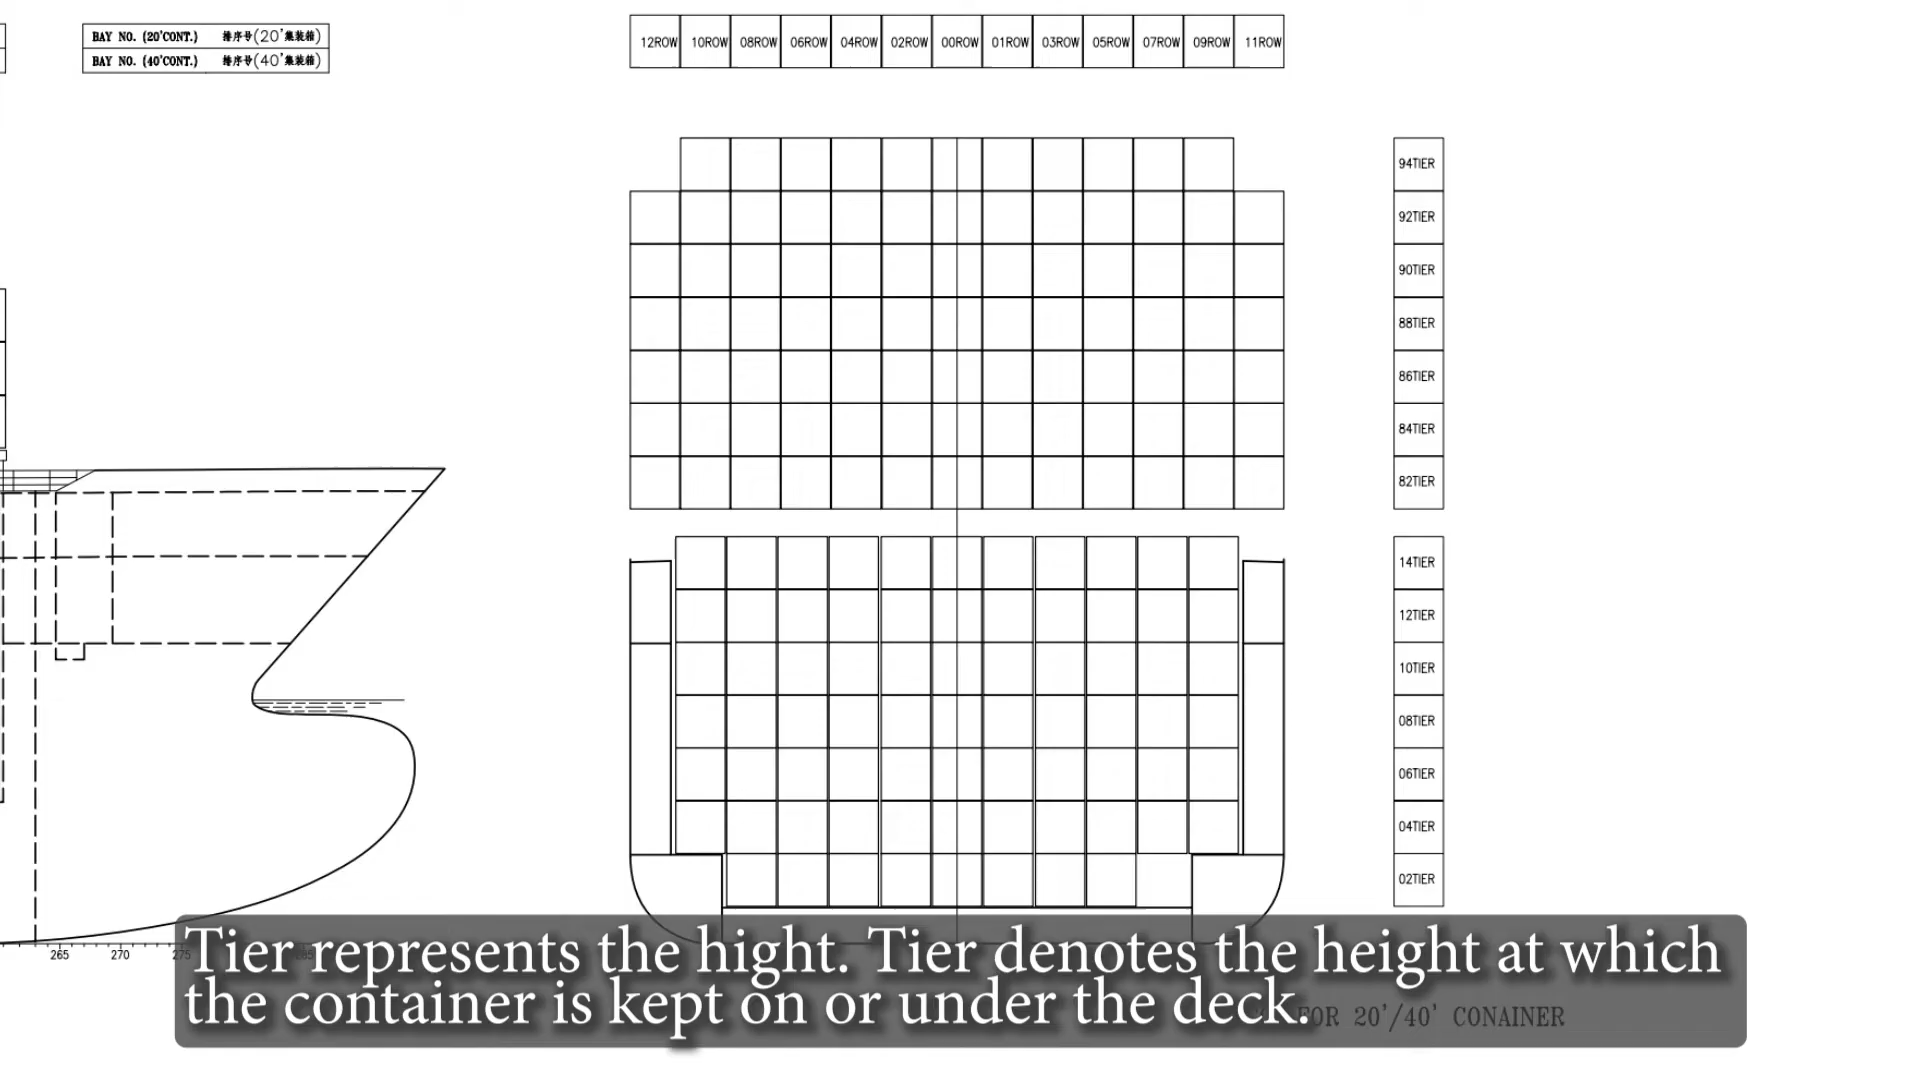 BAY NO. (20'CONT.) 排序号(20'集装箱)
BAY NO. (40'CONT.) 排序号(40'集装箱)
12ROW 10ROW 08ROW 06ROW 04ROW 02ROW 00ROW 01ROW 03ROW 05ROW 07ROW 09ROW 11ROW
94TIER
92TIER
90TIER
88TIER
86TIER
84TIER
82TIER
14TIER
12TIER
10TIER
08TIER
06TIER
04TIER
02TIER
265 270 275 285
Tier represents the hight. Tier denotes the height at which
the container is kept on or under the deck.
FOR 20'/40' CONAINER